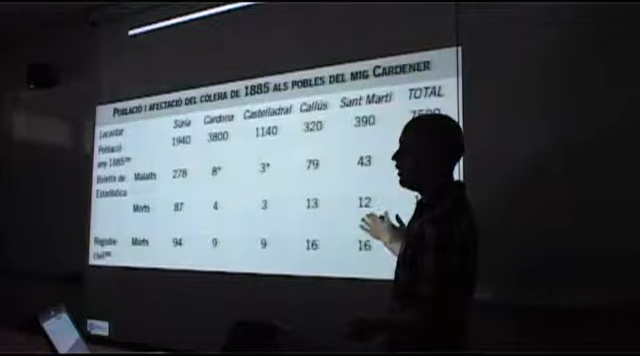 POBLACIÓ I AFECTACIÓ DEL CÒLERA DE 1885 ALS POBLES DEL MIG CARDENER
Localitat Súria Cardona Castelladral Callús Sant Martí TOTAL
Població 1940 3800 1140 320 390
any 1885
Boletín de Malalts 278 8* 3* 79 43
Estadística
Morts 87 4 3 13 12
Registre Morts 94 9 9 16 16
civil